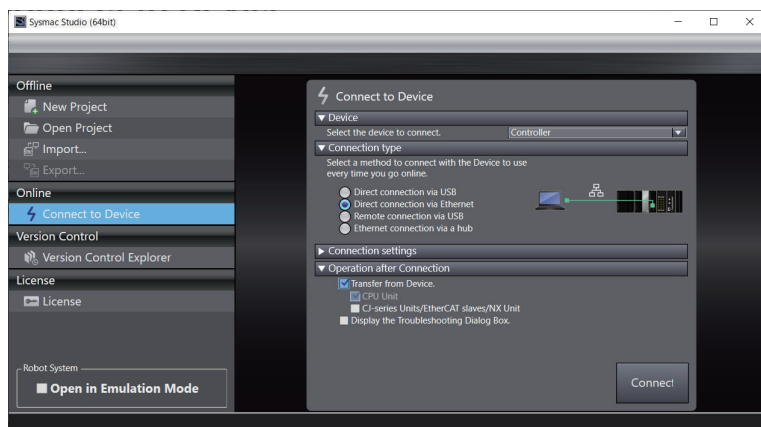 Sysmac Studio (64bit)
Offline
New Project
Open Project
Import...
Export...
Online
Connect to Device
Version Control
Version Control Explorer
License
License
Robot System
Open in Emulation Mode
Connect to Device
Device
Select the device to connect. Controller
Connection type
Select a method to connect with the Device to use
every time you go online.
Direct connection via USB
Direct connection via Ethernet
Remote connection via USB
Ethernet connection via a hub
Connection settings
Operation after Connection
Transfer from Device.
CPU Unit
CJ-series Units/EtherCAT slaves/NX Unit
Display the Troubleshooting Dialog Box.
Connect